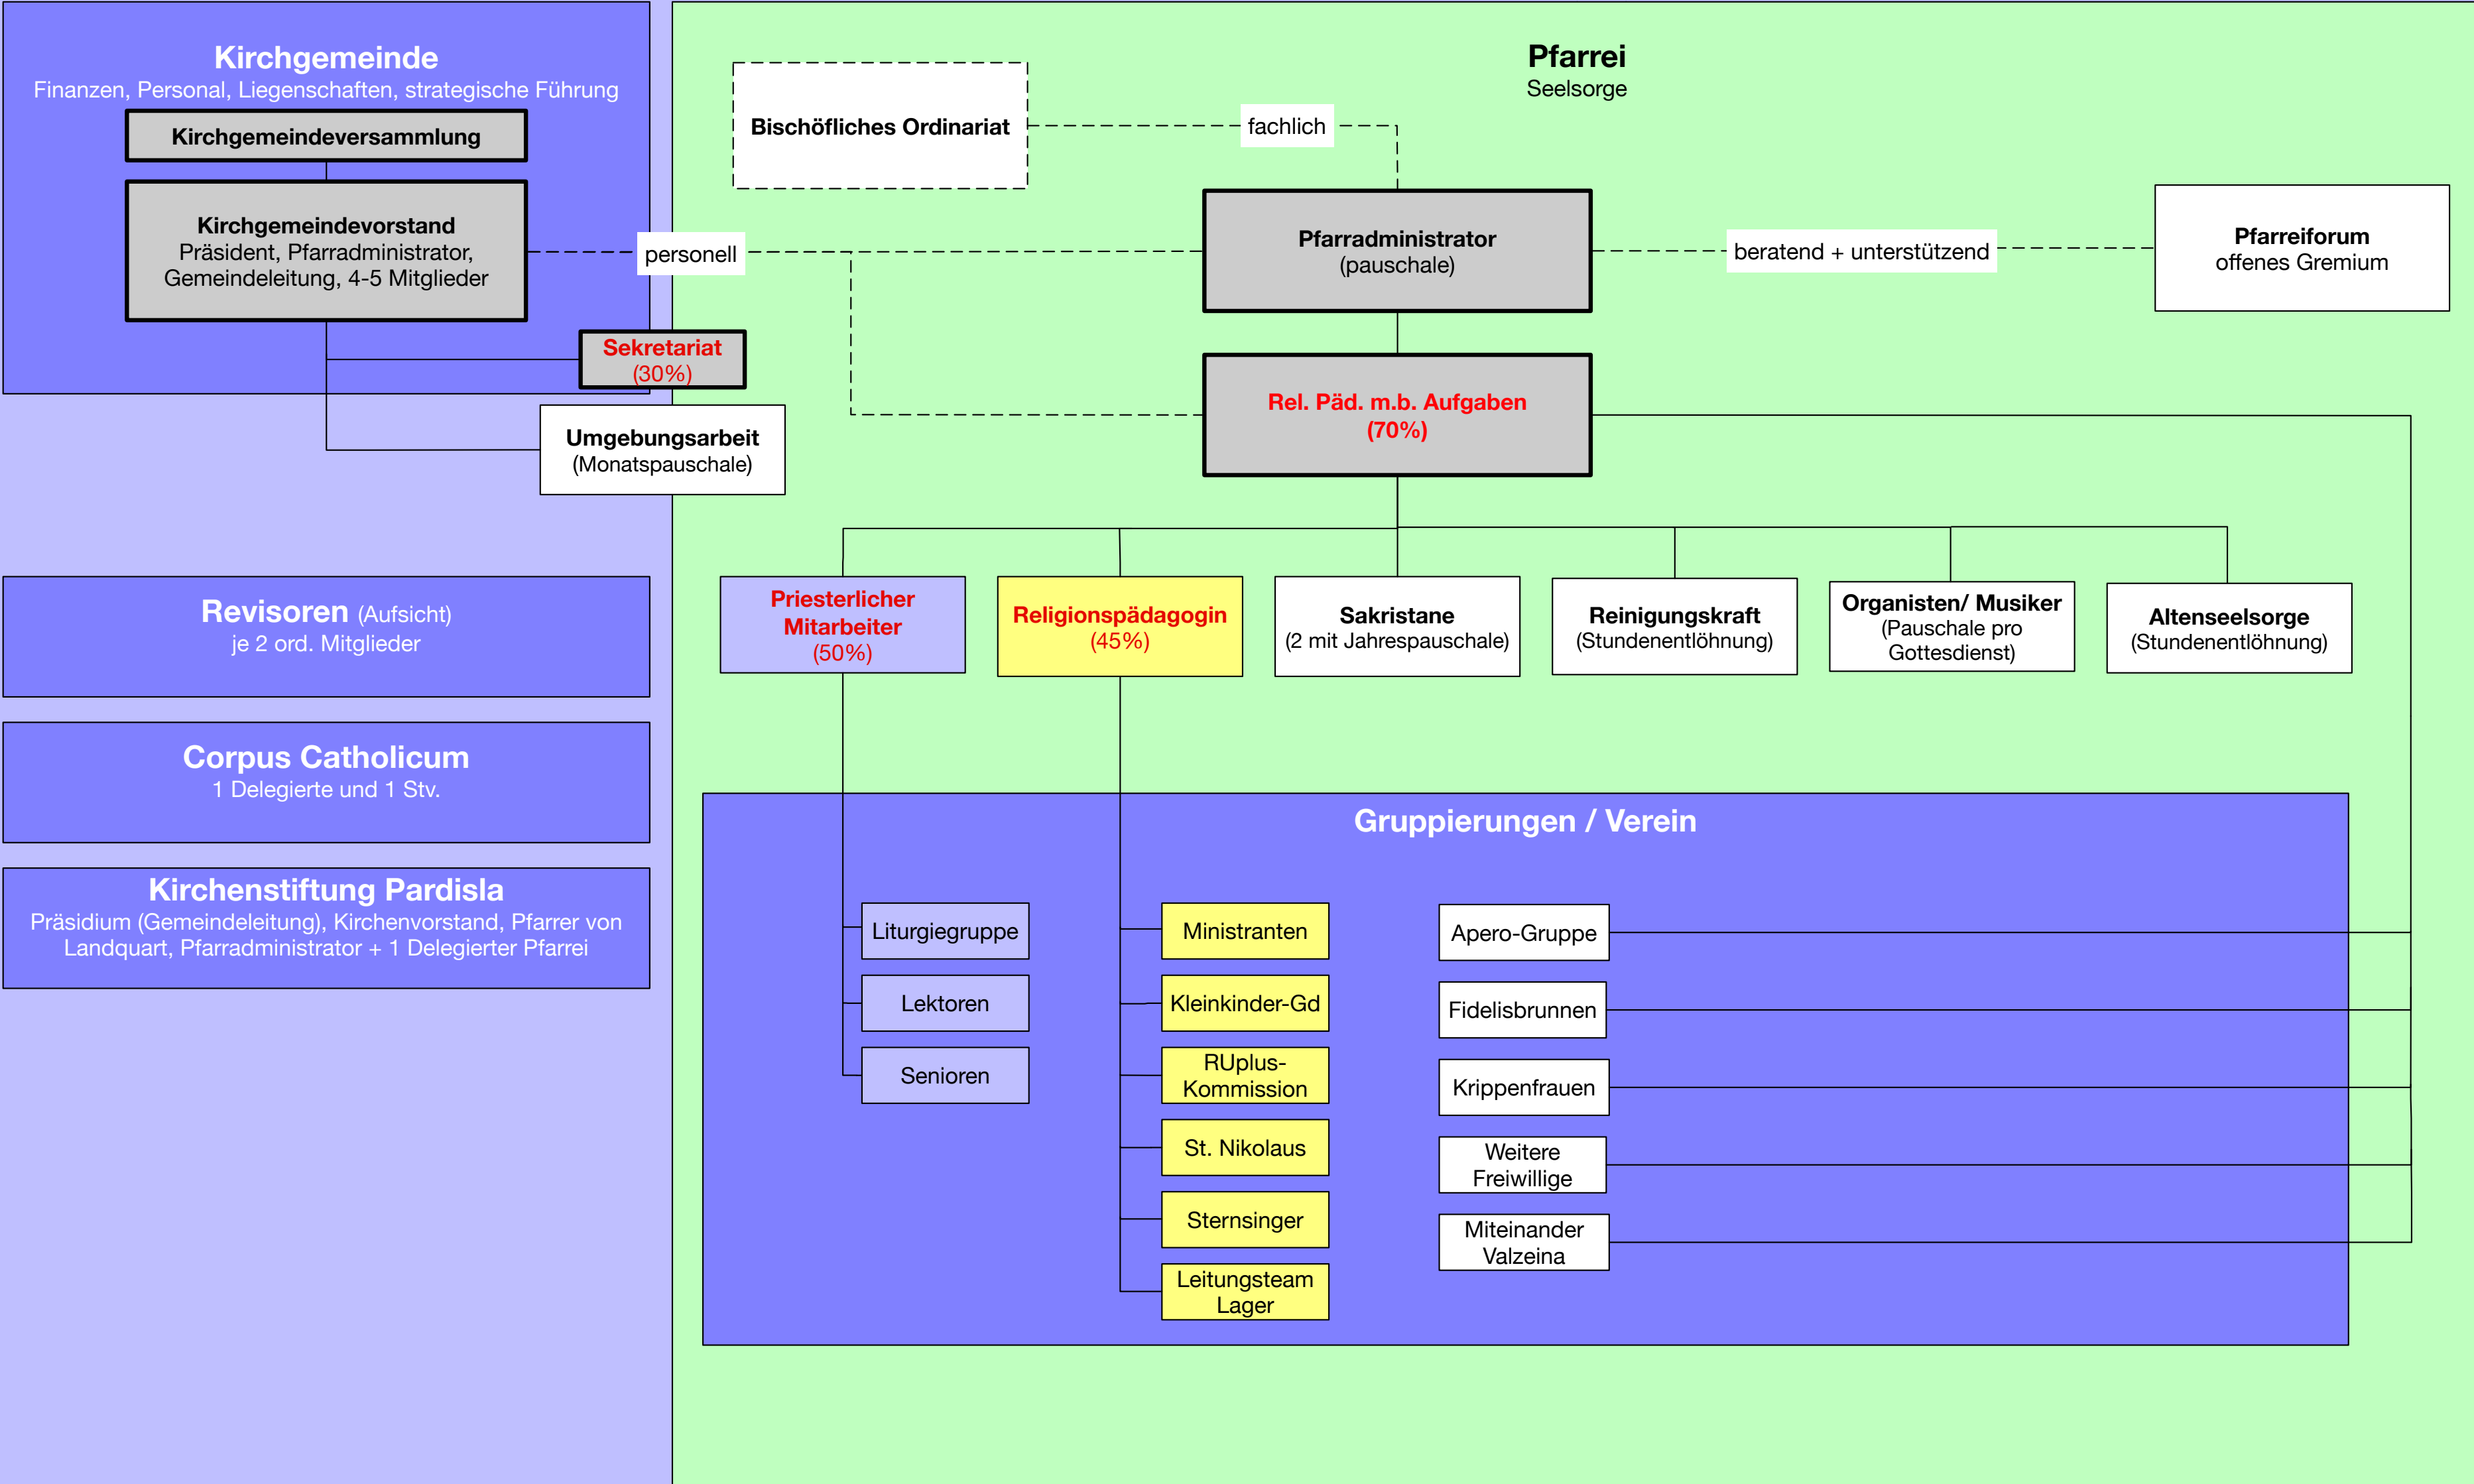 Kirchgemeinde
Finanzen, Personal, Liegenschaften, strategische Führung
Kirchgemeindeversammlung
Kirchgemeindevorstand
Präsident, Pfarradministrator,
Gemeindeleitung, 4-5 Mitglieder
Sekretariat
(30%)
Umgebungsarbeit
(Monatspauschale)
Revisoren (Aufsicht)
je 2 ord. Mitglieder
Corpus Catholicum
1 Delegierte und 1 Stv.
Kirchenstiftung Pardisla
Präsidium (Gemeindeleitung), Kirchenvorstand, Pfarrer von
Landquart, Pfarradministrator + 1 Delegierter Pfarrei
Pfarrei
Seelsorge
Bischöfliches Ordinariat
fachlich
personell
Pfarradministrator
(pauschale)
beratend + unterstützend
Pfarreiforum
offenes Gremium
Rel. Päd. m.b. Aufgaben
(70%)
Priesterlicher
Mitarbeiter
(50%)
Religionspädagogin
(45%)
Sakristane
(2 mit Jahrespauschale)
Reinigungskraft
(Stundenentlöhnung)
Organisten/ Musiker
(Pauschale pro
Gottesdienst)
Altenseelsorge
(Stundenentlöhnung)
Gruppierungen / Verein
Liturgiegruppe
Lektoren
Senioren
Ministranten
Kleinkinder-Gd
RUplus-
Kommission
St. Nikolaus
Sternsinger
Leitungsteam
Lager
Apero-Gruppe
Fidelisbrunnen
Krippenfrauen
Weitere
Freiwillige
Miteinander
Valzeina